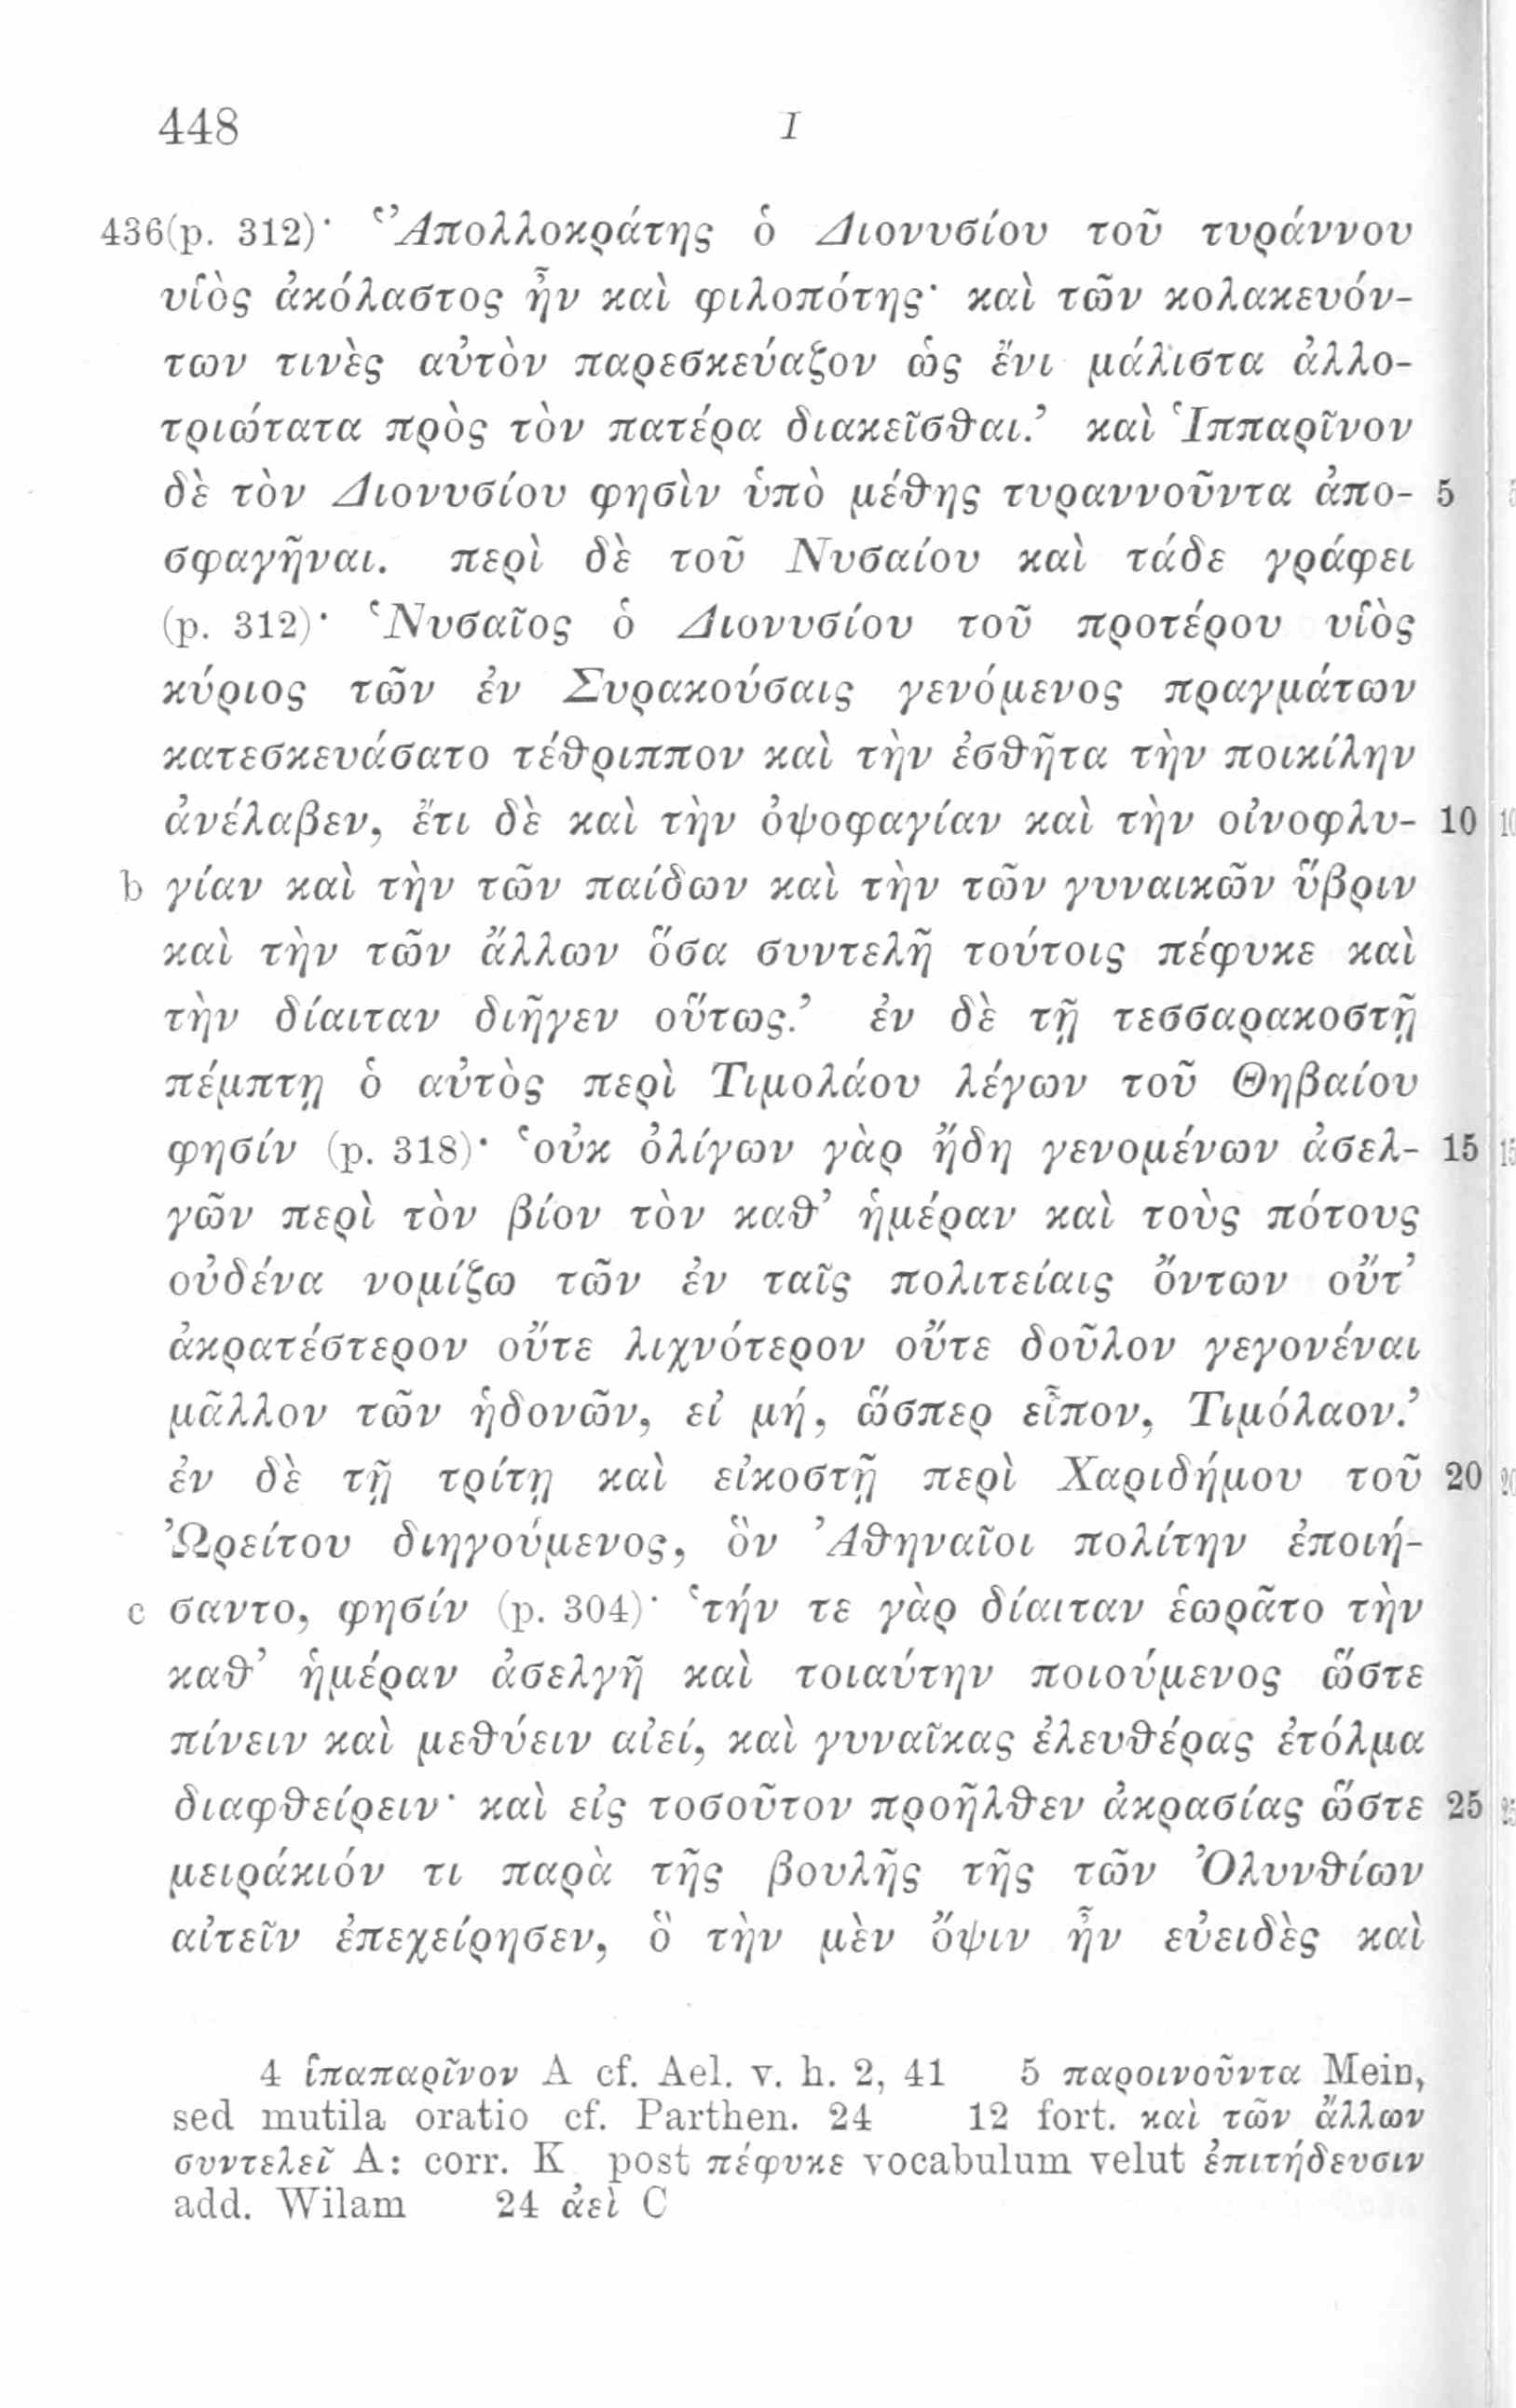 448 I
436(p. 312)· ‘Ἀπολλοκράτης ὁ Διονυσίου τοῦ τυράννου
υἱὸς ἀκόλαστος ἦν καὶ φιλοπότης· καὶ τῶν κολακευόν-
των τινὲς αὐτὸν παρεσκεύαζον ὡς ἔνι μάλιστα ἀλλο-
τριώτατα πρὸς τὸν πατέρα διακεῖσθαι.’ καὶ Ἱππαρῖνον
δὲ τὸν Διονυσίου φησὶν ὑπὸ μέθης τυραννοῦντα ἀπο- 5
σφαγῆναι. περὶ δὲ τοῦ Νυσαίου καὶ τάδε γράφει
(p. 312)· ‘Νυσαῖος ὁ Διονυσίου τοῦ προτέρου υἱὸς
κύριος τῶν ἐν Συρακούσαις γενόμενος πραγμάτων
κατεσκευάσατο τέθριππον καὶ τὴν ἐσθῆτα τὴν ποικίλην
ἀνέλαβεν, ἔτι δὲ καὶ τὴν ὀψοφαγίαν καὶ τὴν οἰνοφλυ- 10
b γίαν καὶ τὴν τῶν παίδων καὶ τὴν τῶν γυναικῶν ὕβριν
καὶ τὴν τῶν ἄλλων ὅσα συντελῆ τούτοις πέφυκε καὶ
τὴν δίαιταν διῆγεν οὕτως.’ ἐν δὲ τῇ τεσσαρακοστῇ
πέμπτῃ ὁ αὐτὸς περὶ Τιμολάου λέγων τοῦ Θηβαίου
φησίν (p. 318)· ‘οὐκ ὀλίγων γὰρ ἤδη γενομένων ἀσελ- 15
γῶν περὶ τὸν βίον τὸν καθ’ ἡμέραν καὶ τοὺς πότους
οὐδένα νομίζω τῶν ἐν ταῖς πολιτείαις ὄντων οὔτ’
ἀκρατέστερον οὔτε λιχνότερον οὔτε δοῦλον γεγονέναι
μᾶλλον τῶν ἡδονῶν, εἰ μή, ὥσπερ εἶπον, Τιμόλαον.’
ἐν δὲ τῇ τρίτῃ καὶ εἰκοστῇ περὶ Χαριδήμου τοῦ 20
Ὠρείτου διηγούμενος, ὃν Ἀθηναῖοι πολίτην ἐποιή-
c σαντο, φησίν (p. 304)· ‘τήν τε γὰρ δίαιταν ἑωρᾶτο τὴν
καθ’ ἡμέραν ἀσελγῆ καὶ τοιαύτην ποιούμενος ὥστε
πίνειν καὶ μεθύειν αἰεί, καὶ γυναῖκας ἐλευθέρας ἐτόλμα
διαφθείρειν· καὶ εἰς τοσοῦτον προῆλθεν ἀκρασίας ὥστε 25
μειράκιόν τι παρὰ τῆς βουλῆς τῆς τῶν Ὀλυνθίων
αἰτεῖν ἐπεχείρησεν, ὃ τὴν μὲν ὄψιν ἦν εὐειδὲς καὶ
4 ἱπαπαρῖνον A cf. Ael. v. h. 2, 41 5 παροινοῦντα Mein,
sed mutila oratio cf. Parthen. 24 12 fort. καὶ τῶν ἄλλων
συντελεῖ A: corr. K post πέφυκε vocabulum velut ἐπιτήδευσιν
add. Wilam 24 ἀεὶ C